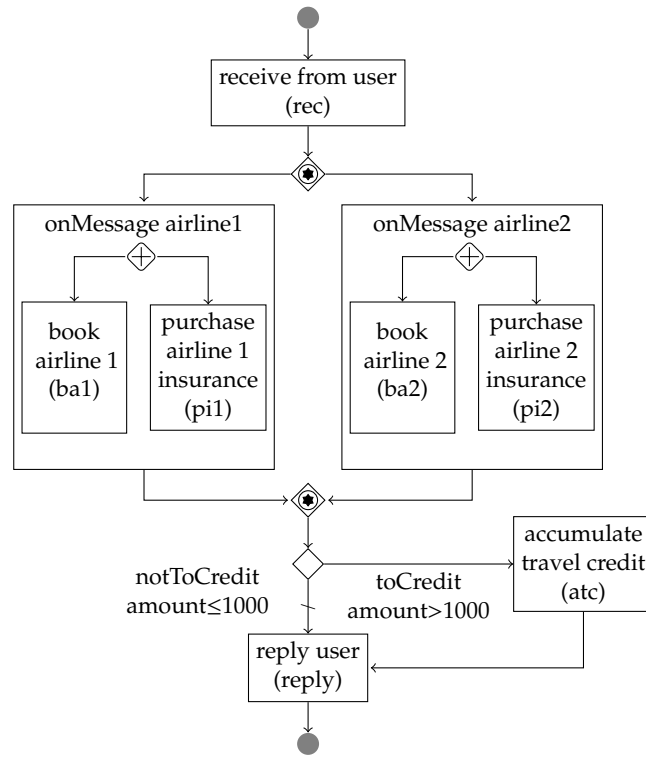 receive from user
(rec)
onMessage airline1
book
airline 1
(ba1)
purchase
airline 1
insurance
(pi1)
onMessage airline2
book
airline 2
(ba2)
purchase
airline 2
insurance
(pi2)
notToCredit
amount≤1000
toCredit
amount>1000
accumulate
travel credit
(atc)
reply user
(reply)